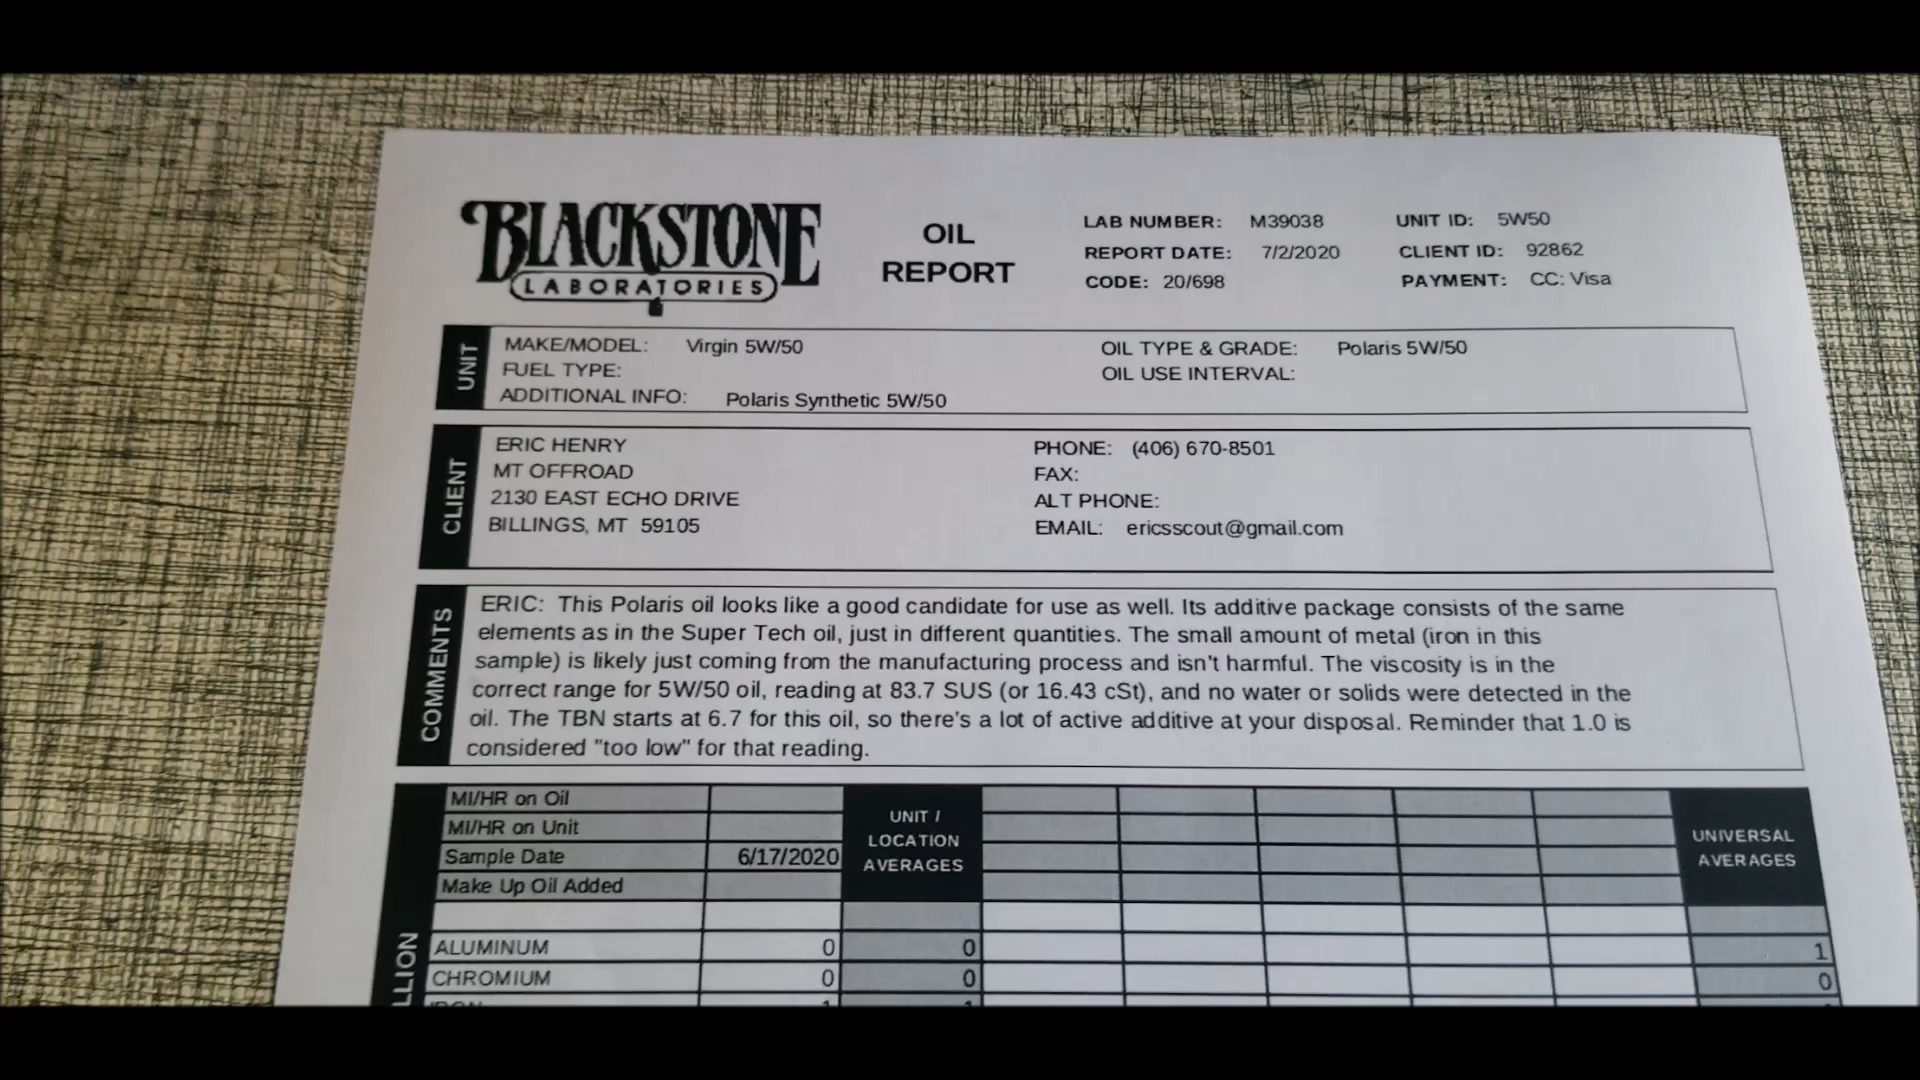 BLACKSTONE
LABORATORIES
OIL
REPORT
LAB NUMBER: M39038
REPORT DATE: 7/2/2020
CODE: 20/698
UNIT ID: 5W50
CLIENT ID: 92862
PAYMENT: CC: Visa
UNIT
MAKE/MODEL: Virgin 5W/50
FUEL TYPE:
ADDITIONAL INFO: Polaris Synthetic 5W/50
OIL TYPE & GRADE: Polaris 5W/50
OIL USE INTERVAL:
CLIENT
ERIC HENRY
MT OFFROAD
2130 EAST ECHO DRIVE
BILLINGS, MT 59105
PHONE: (406) 670-8501
FAX:
ALT PHONE:
EMAIL: ericsscout@gmail.com
COMMENTS
ERIC: This Polaris oil looks like a good candidate for use as well. Its additive package consists of the same
elements as in the Super Tech oil, just in different quantities. The small amount of metal (iron in this
sample) is likely just coming from the manufacturing process and isn't harmful. The viscosity is in the
correct range for 5W/50 oil, reading at 83.7 SUS (or 16.43 cSt), and no water or solids were detected in the
oil. The TBN starts at 6.7 for this oil, so there's a lot of active additive at your disposal. Reminder that 1.0 is
considered "too low" for that reading.
MI/HR on Oil
MI/HR on Unit
Sample Date 6/17/2020
Make Up Oil Added
UNIT /
LOCATION
AVERAGES
UNIVERSAL
AVERAGES
LLION
ALUMINUM 0 0 1
CHROMIUM 0 0 0